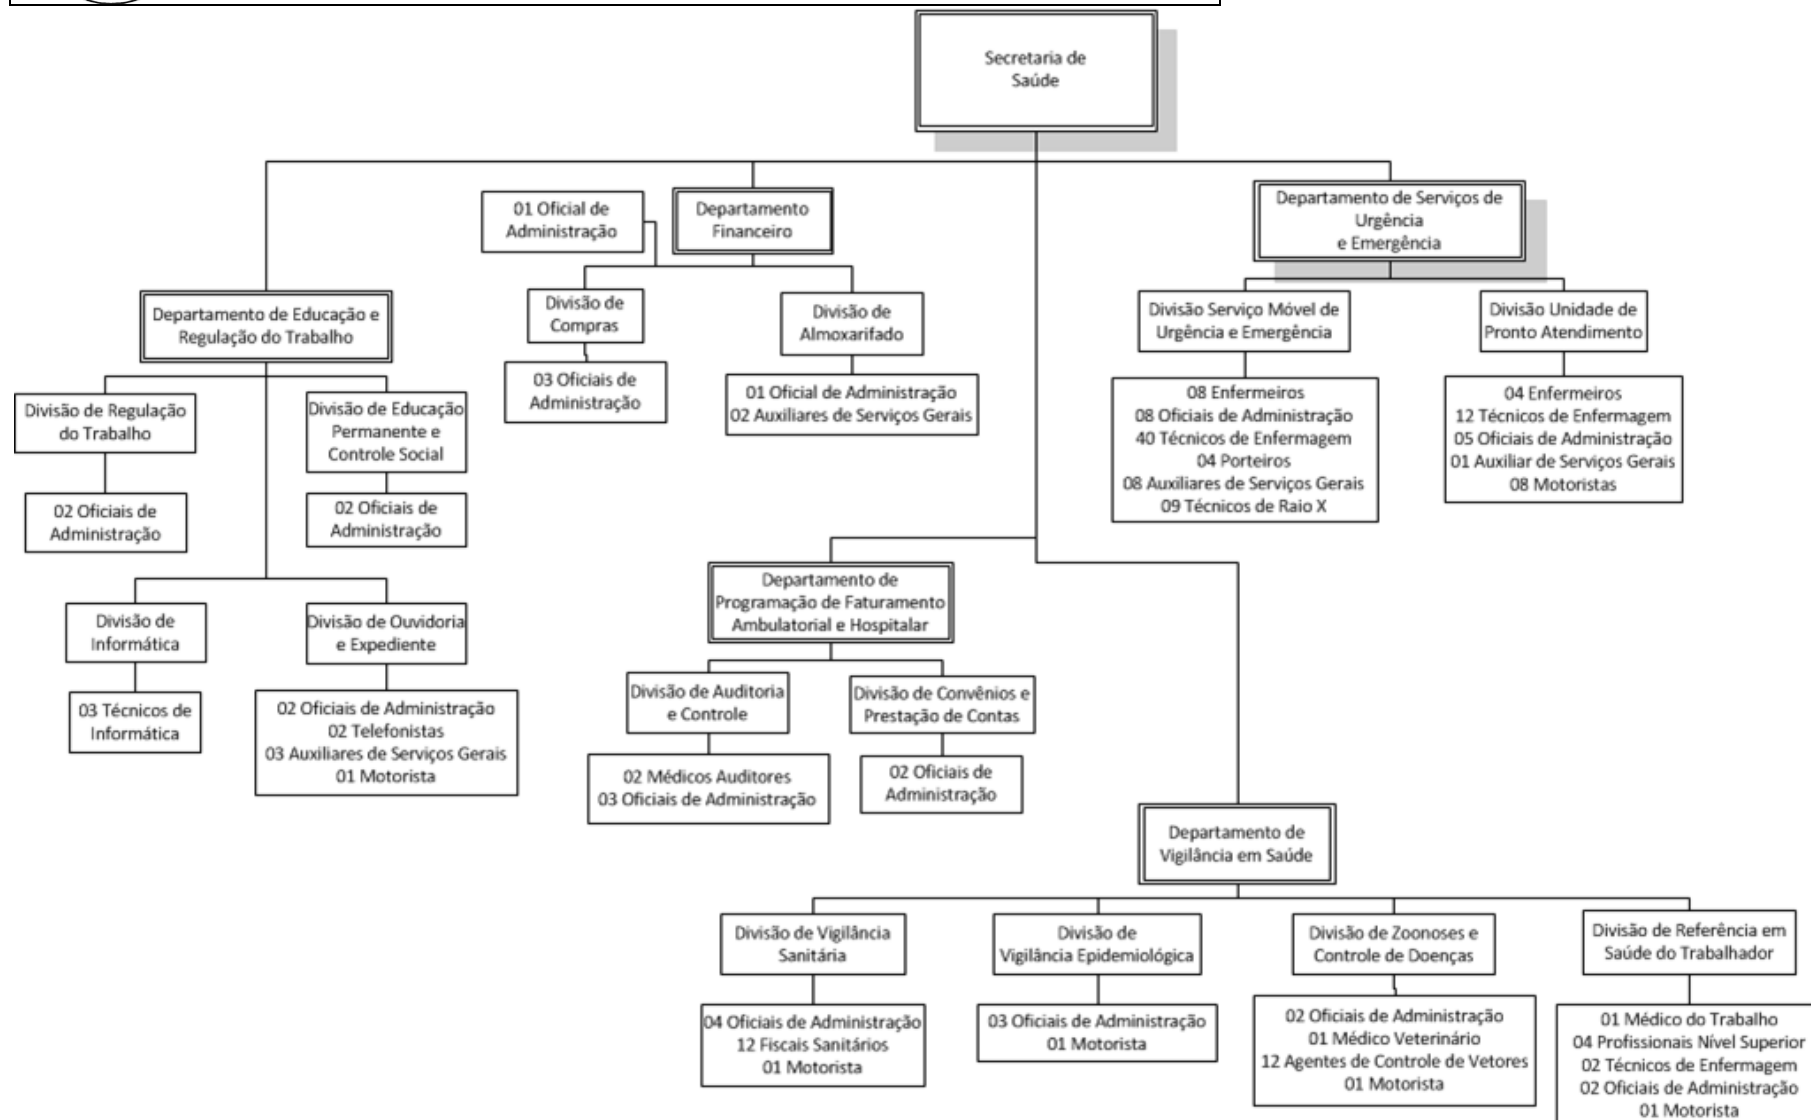 Secretaria de
Saúde
01 Oficial de
Administração
Departamento
Financeiro
Departamento de Serviços de
Urgência
e Emergência
Departamento de Educação e
Regulação do Trabalho
Divisão de
Compras
Divisão de
Almoxarifado
Divisão Serviço Móvel de
Urgência e Emergência
Divisão Unidade de
Pronto Atendimento
03 Oficiais de
Administração
01 Oficial de Administração
02 Auxiliares de Serviços Gerais
08 Enfermeiros
08 Oficiais de Administração
40 Técnicos de Enfermagem
04 Porteiros
08 Auxiliares de Serviços Gerais
09 Técnicos de Raio X
04 Enfermeiros
12 Técnicos de Enfermagem
05 Oficiais de Administração
01 Auxiliar de Serviços Gerais
08 Motoristas
Divisão de Regulação
do Trabalho
Divisão de Educação
Permanente e
Controle Social
02 Oficiais de
Administração
02 Oficiais de
Administração
Divisão de
Informática
Divisão de Ouvidoria
e Expediente
03 Técnicos de
Informática
02 Oficiais de Administração
02 Telefonistas
03 Auxiliares de Serviços Gerais
01 Motorista
Departamento de
Programação de Faturamento
Ambulatorial e Hospitalar
Divisão de Auditoria
e Controle
Divisão de Convênios e
Prestação de Contas
02 Médicos Auditores
03 Oficiais de Administração
02 Oficiais de
Administração
Departamento de
Vigilância em Saúde
Divisão de Vigilância
Sanitária
Divisão de
Vigilância Epidemiológica
Divisão de Zoonoses e
Controle de Doenças
Divisão de Referência em
Saúde do Trabalhador
04 Oficiais de Administração
12 Fiscais Sanitários
01 Motorista
03 Oficiais de Administração
01 Motorista
02 Oficiais de Administração
01 Médico Veterinário
12 Agentes de Controle de Vetores
01 Motorista
01 Médico do Trabalho
04 Profissionais Nível Superior
02 Técnicos de Enfermagem
02 Oficiais de Administração
01 Motorista